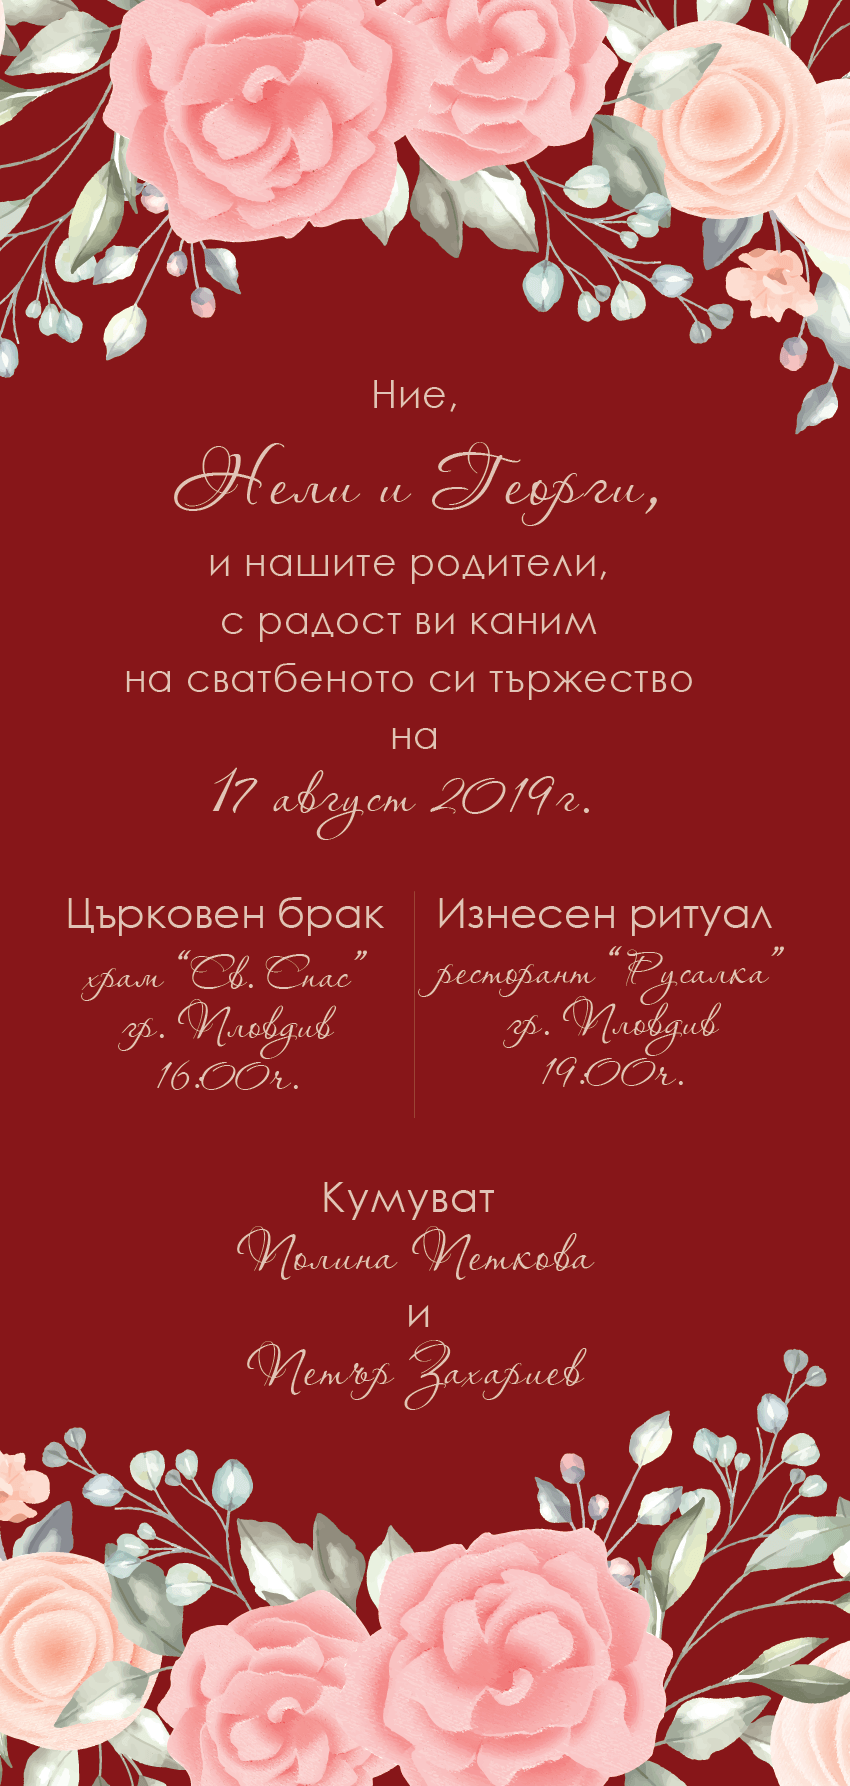 Ние,
Нели и Георги,
и нашите родители,
с радост ви каним
на сватбеното си тържество
на
17 август 2019г.
Църковен брак
храм “Св. Спас”
гр. Пловдив
16:00ч.
Изнесен ритуал
ресторант “Русалка”
гр. Пловдив
19:00ч.
Кумуват
Полина Петкова
и
Петър Захариев